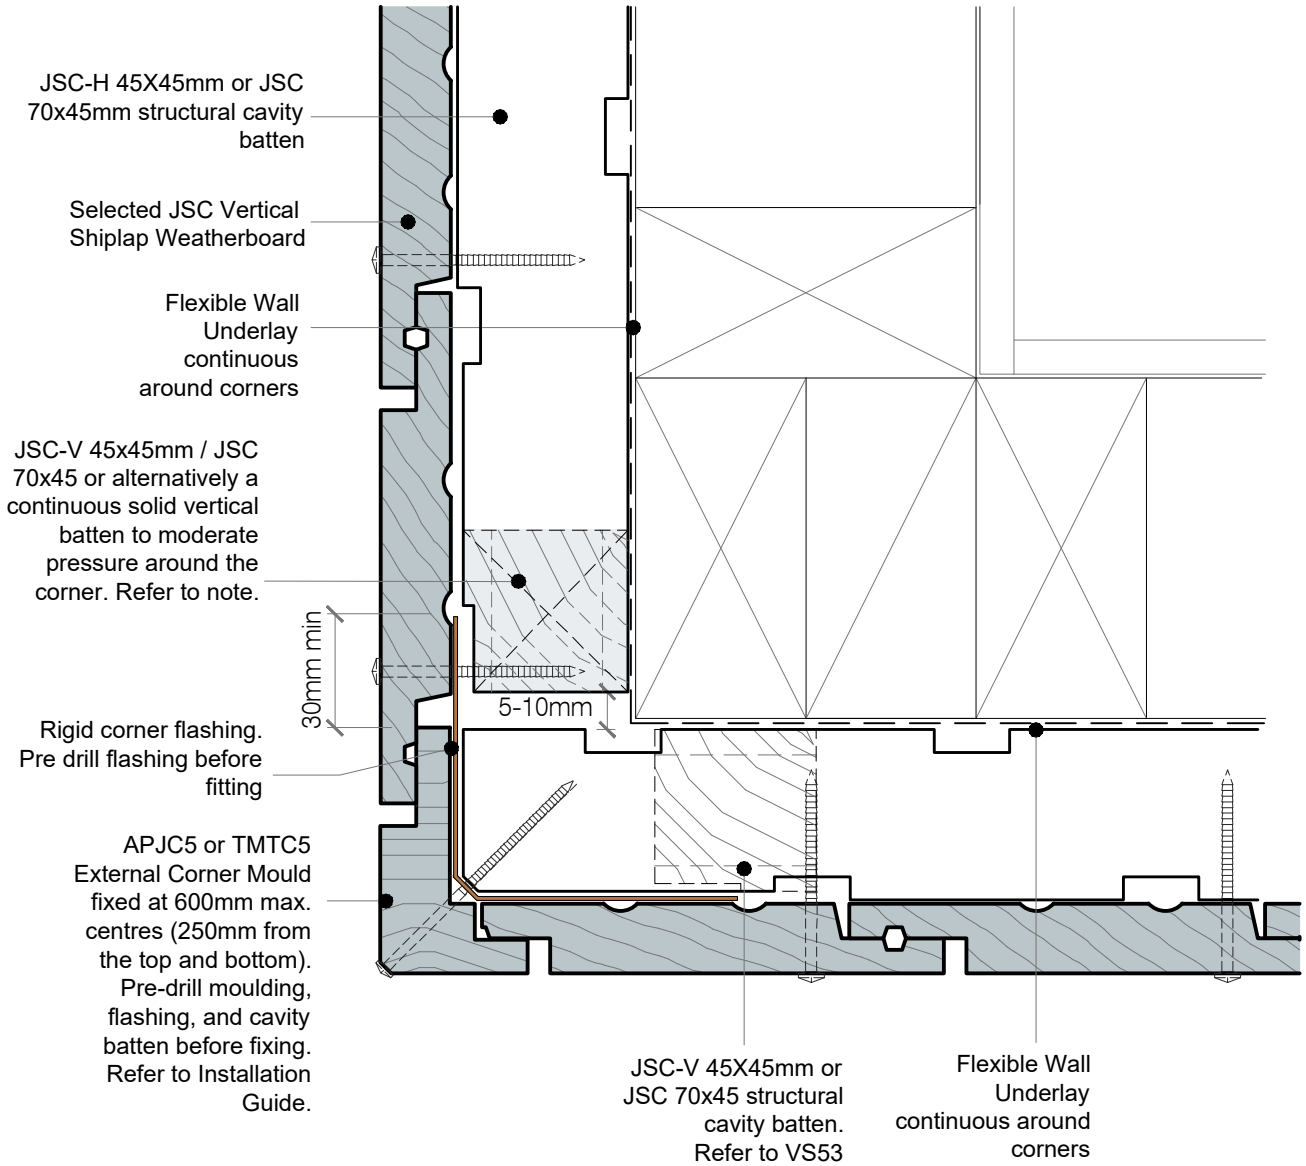 JSC-H 45X45mm or JSC
70x45mm structural cavity
batten
Selected JSC Vertical
Shiplap Weatherboard
Flexible Wall
Underlay
continuous
around corners
JSC-V 45x45mm / JSC
70x45 or alternatively a
continuous solid vertical
batten to moderate
pressure around the
corner. Refer to note.
30mm min
5-10mm
Rigid corner flashing.
Pre drill flashing before
fitting
APJC5 or TMTC5
External Corner Mould
fixed at 600mm max.
centres (250mm from
the top and bottom).
Pre-drill moulding,
flashing, and cavity
batten before fixing.
Refer to Installation
Guide.
JSC-V 45X45mm or
JSC 70x45 structural
cavity batten.
Refer to VS53
Flexible Wall
Underlay
continuous around
corners